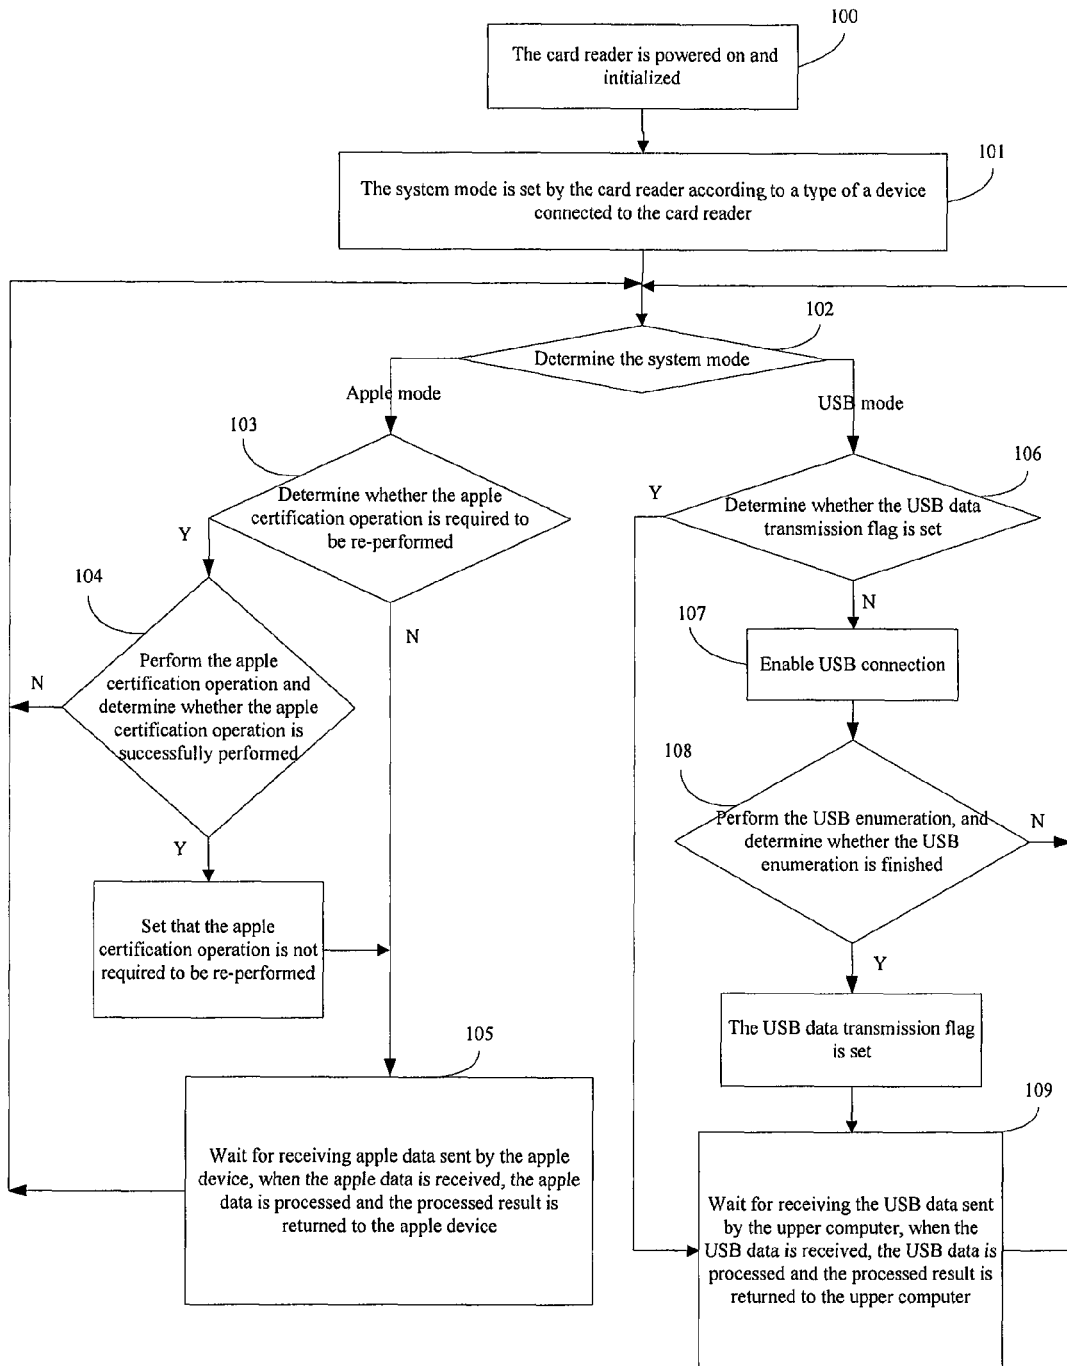 100
The card reader is powered on and
initialized
101
The system mode is set by the card reader according to a type of a device
connected to the card reader
102
Determine the system mode
Apple mode
USB mode
103
Determine whether the apple
certification operation is required to
be re-performed
106
Determine whether the USB data
transmission flag is set
Y
Y
104
N
N
107
Enable USB connection
Perform the apple
certification operation and
determine whether the apple
certification operation is
successfully performed
N
108
Perform the USB enumeration, and
determine whether the USB
enumeration is finished
N
Y
Set that the apple
certification operation is not
required to be re-performed
Y
The USB data transmission flag
is set
105
Wait for receiving apple data sent by the apple
device, when the apple data is received, the apple
data is processed and the processed result is
returned to the apple device
109
Wait for receiving the USB data sent
by the upper computer, when the
USB data is received, the USB data is
processed and the processed result is
returned to the upper computer